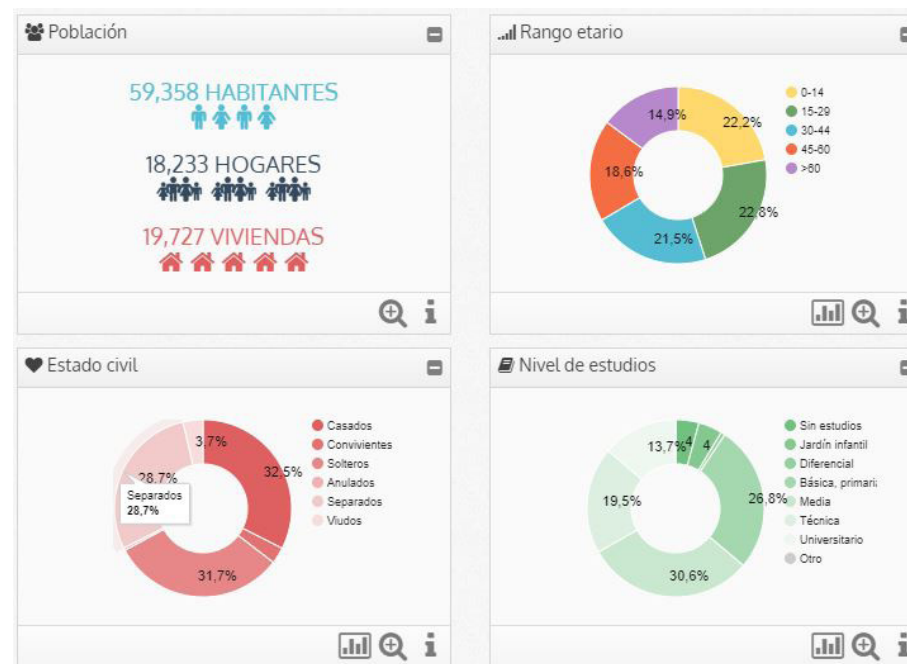 Población
59,358 HABITANTES
18,233 HOGARES
19,727 VIVIENDAS
Rango etario
14,9%
22,2%
18,6%
22,8%
21,5%
0-14
15-29
30-44
45-60
>60
Estado civil
3,7%
28,7%
32,5%
Separados
28,7%
31,7%
Casados
Convivientes
Solteros
Anulados
Separados
Viudos
Nivel de estudios
13,7%
4
4
19,5%
26,8%
30,6%
Sin estudios
Jardín infantil
Diferencial
Básica, primari
Media
Técnica
Universitario
Otro